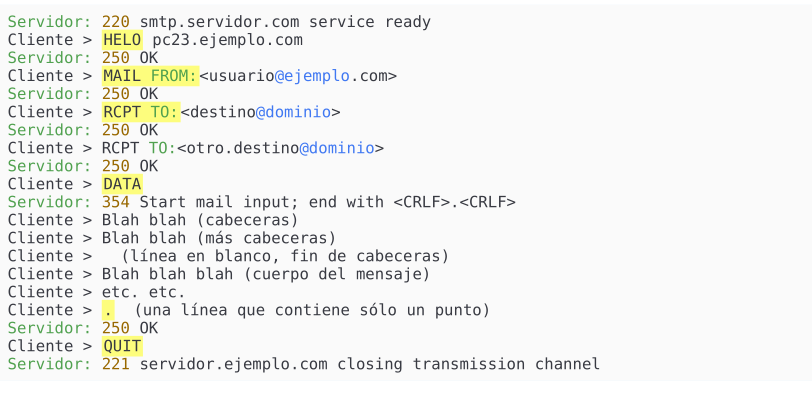 Servidor: 220 smtp.servidor.com service ready
Cliente > HELO pc23.ejemplo.com
Servidor: 250 OK
Cliente > MAIL FROM:<usuario@ejemplo.com>
Servidor: 250 OK
Cliente > RCPT TO:<destino@dominio>
Servidor: 250 OK
Cliente > RCPT TO:<otro.destino@dominio>
Servidor: 250 OK
Cliente > DATA
Servidor: 354 Start mail input; end with <CRLF>.<CRLF>
Cliente > Blah blah (cabeceras)
Cliente > Blah blah (más cabeceras)
Cliente >   (línea en blanco, fin de cabeceras)
Cliente > Blah blah blah (cuerpo del mensaje)
Cliente > etc. etc.
Cliente > .  (una línea que contiene sólo un punto)
Servidor: 250 OK
Cliente > QUIT
Servidor: 221 servidor.ejemplo.com closing transmission channel